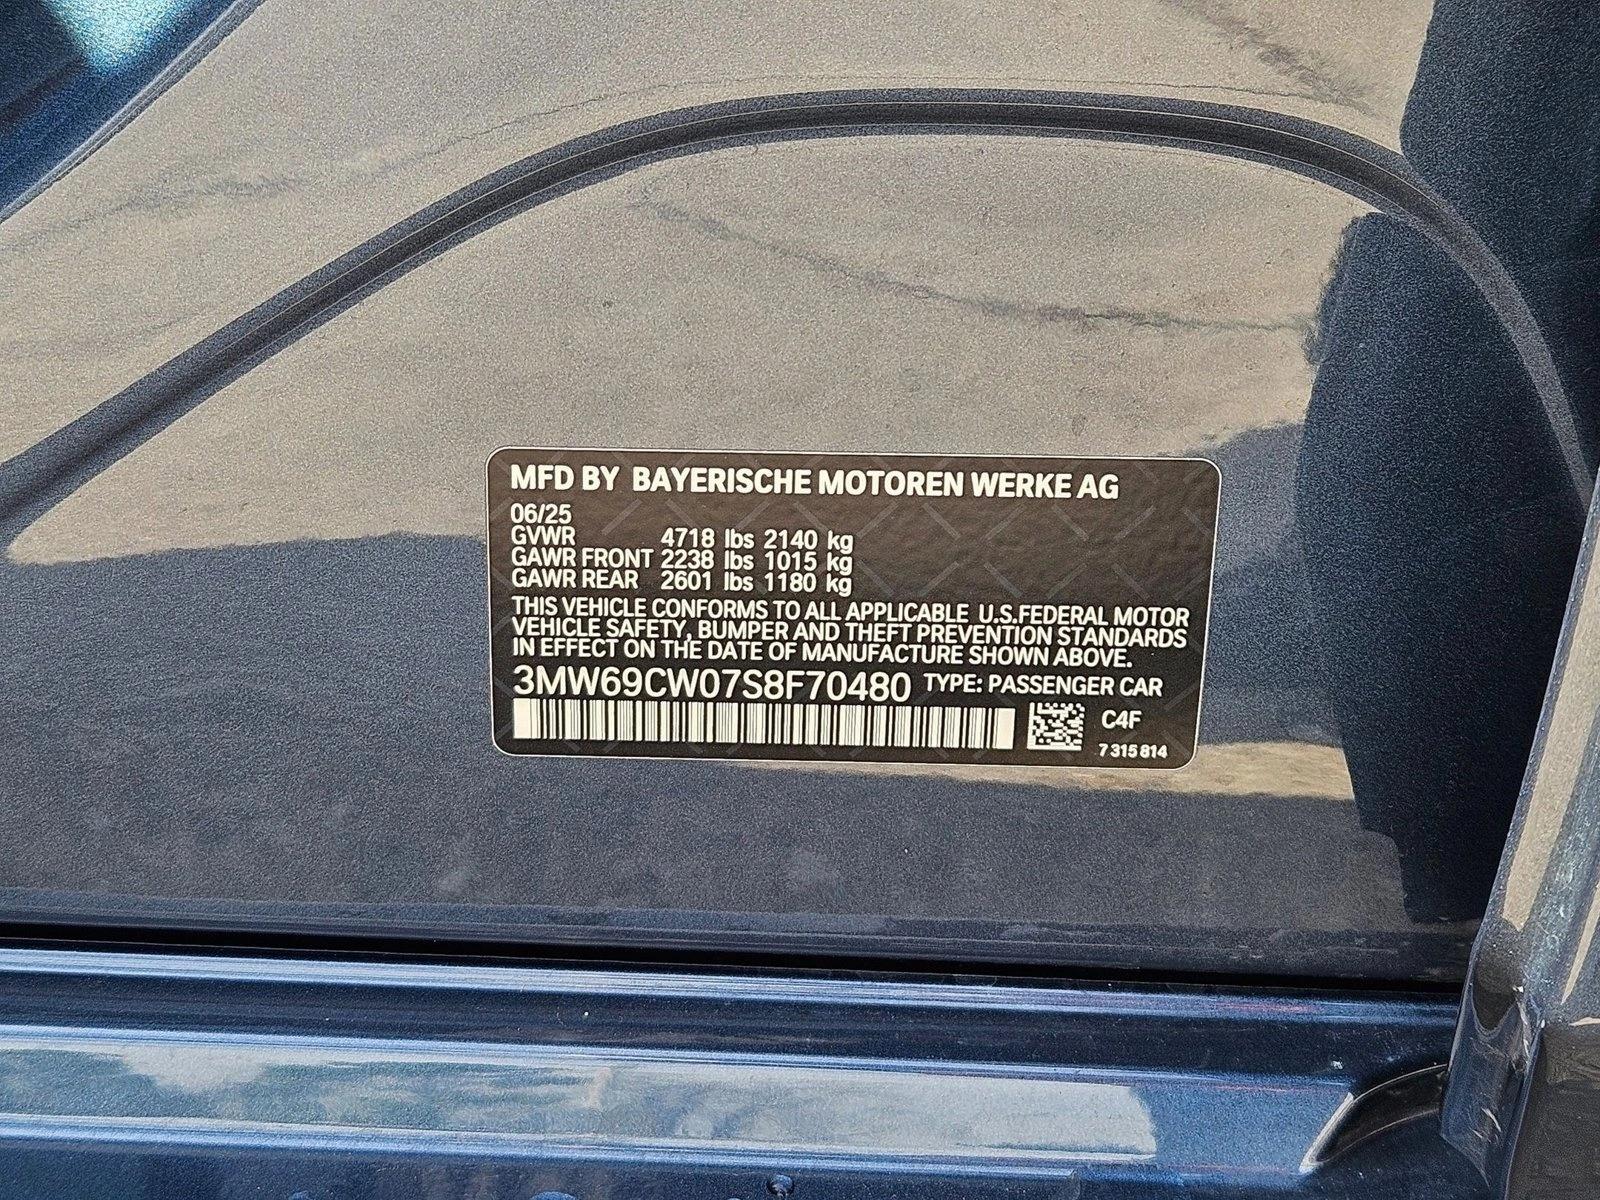 MFD BY BAYERISCHE MOTOREN WERKE AG
06/25
GVWR 4718 lbs 2140 kg
GAWR FRONT 2238 lbs 1015 kg
GAWR REAR 2601 lbs 1180 kg
THIS VEHICLE CONFORMS TO ALL APPLICABLE U.S.FEDERAL MOTOR
VEHICLE SAFETY, BUMPER AND THEFT PREVENTION STANDARDS
IN EFFECT ON THE DATE OF MANUFACTURE SHOWN ABOVE.
3MW69CW07S8F70480 TYPE: PASSENGER CAR
C4F
7 315 814